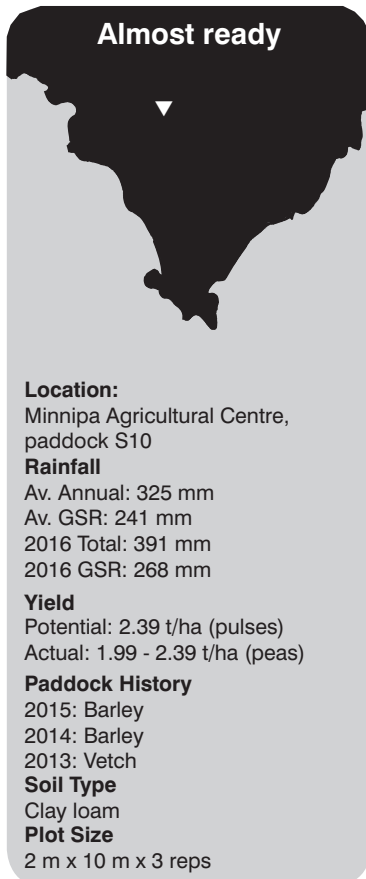 Almost ready
Location:
Minnipa Agricultural Centre,
paddock S10
Rainfall
Av. Annual: 325 mm
Av. GSR: 241 mm
2016 Total: 391 mm
2016 GSR: 268 mm
Yield
Potential: 2.39 t/ha (pulses)
Actual: 1.99 - 2.39 t/ha (peas)
Paddock History
2015: Barley
2014: Barley
2013: Vetch
Soil Type
Clay loam
Plot Size
2 m x 10 m x 3 reps